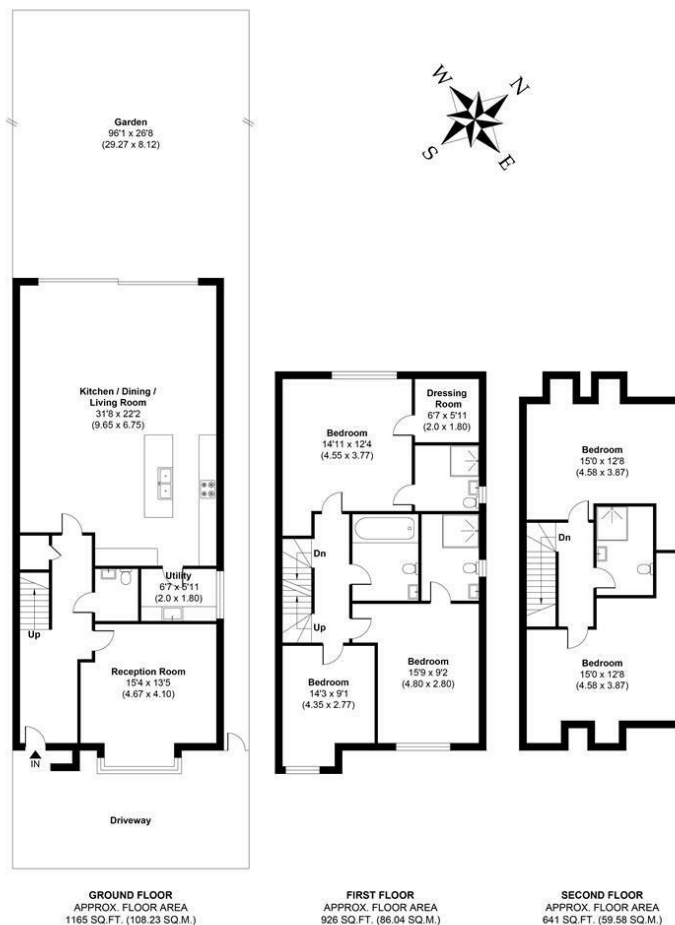 Garden
96'1 x 26'8
(29.27 x 8.12)
W
N
S
E
Kitchen / Dining /
Living Room
31'8 x 22'2
(9.65 x 6.75)
Utility
6'7 x 5'11
(2.0 x 1.80)
Up
Reception Room
15'4 x 13'5
(4.67 x 4.10)
IN
Driveway
GROUND FLOOR
APPROX. FLOOR AREA
1165 SQ.FT. (108.23 SQ.M.)
Dressing
Room
6'7 x 5'11
(2.0 x 1.80)
Bedroom
14'11 x 12'4
(4.55 x 3.77)
Dn
Up
Bedroom
14'3 x 9'1
(4.35 x 2.77)
Bedroom
15'9 x 9'2
(4.80 x 2.80)
FIRST FLOOR
APPROX. FLOOR AREA
926 SQ.FT. (86.04 SQ.M.)
Bedroom
15'0 x 12'8
(4.58 x 3.87)
Dn
Bedroom
15'0 x 12'8
(4.58 x 3.87)
SECOND FLOOR
APPROX. FLOOR AREA
641 SQ.FT. (59.58 SQ.M.)